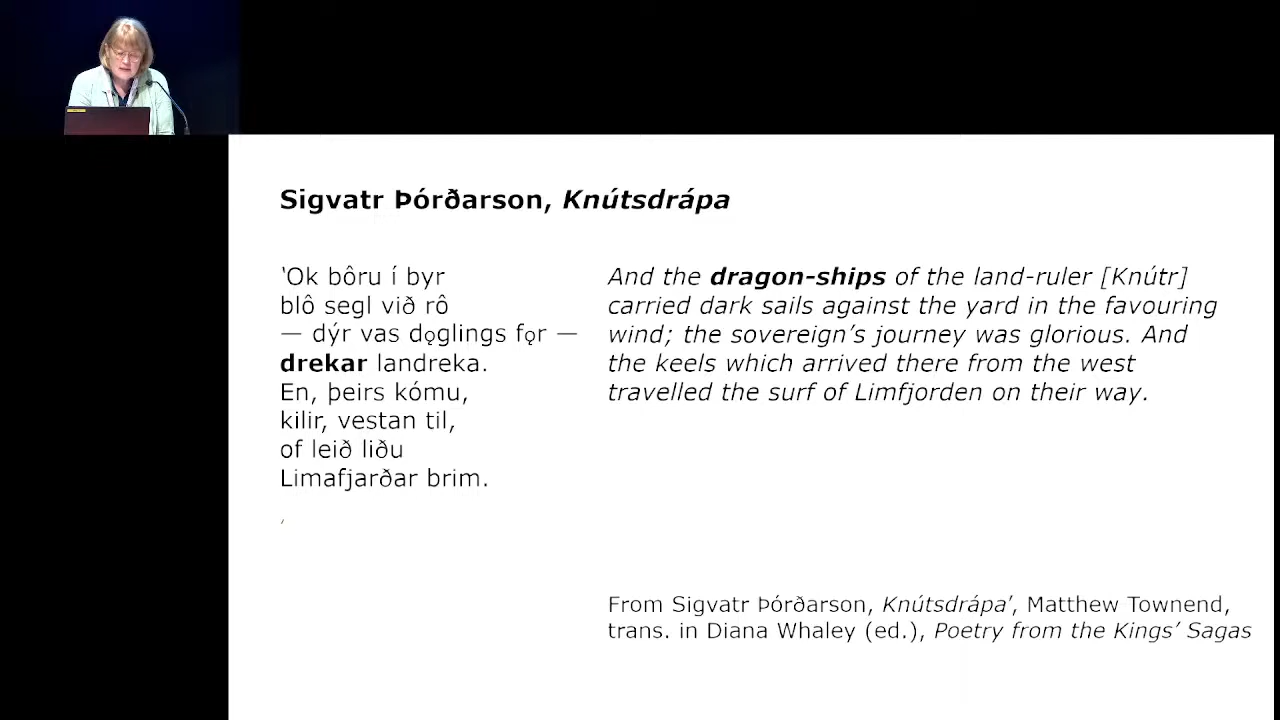 Sigvatr Þórðarson, Knútsdrápa
‘Ok bôru í byr
blô segl við rô
— dýr vas dǫglings fǫr —
drekar landreka.
En, þeirs kómu,
kilir, vestan til,
of leið liðu
Limafjarðar brim.
’
And the dragon-ships of the land-ruler [Knútr]
carried dark sails against the yard in the favouring
wind; the sovereign’s journey was glorious. And
the keels which arrived there from the west
travelled the surf of Limfjorden on their way.
From Sigvatr Þórðarson, Knútsdrápa’, Matthew Townend,
trans. in Diana Whaley (ed.), Poetry from the Kings’ Sagas